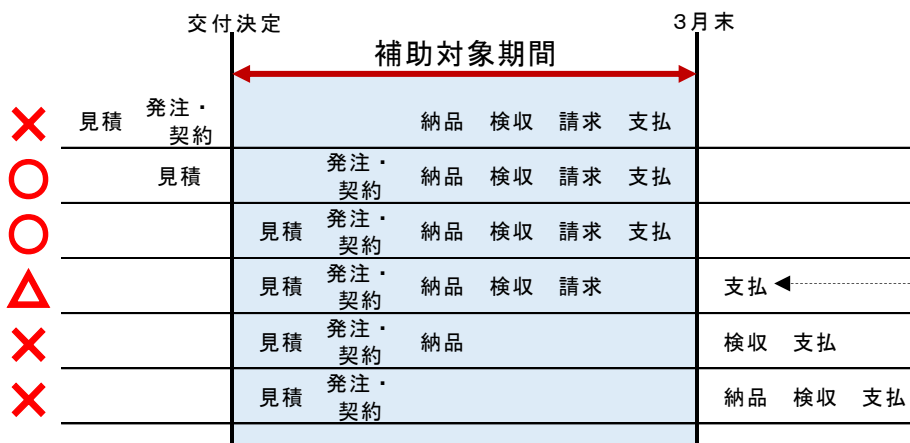 交付決定
3月末
補助対象期間
× 見積 発注・契約 納品 検収 請求 支払
○ 見積 発注・契約 納品 検収 請求 支払
○ 見積 発注・契約 納品 検収 請求 支払
△ 見積 発注・契約 納品 検収 請求 支払
× 見積 発注・契約 納品 検収 支払
× 見積 発注・契約 納品 検収 支払